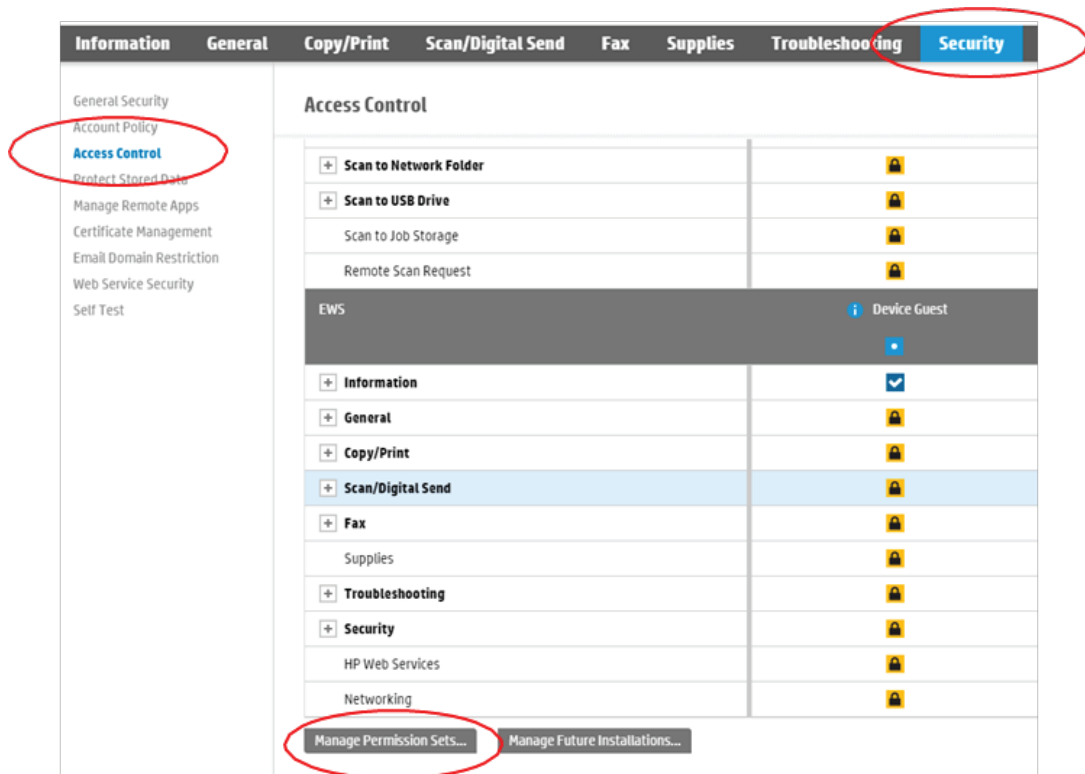 Information General Copy/Print Scan/Digital Send Fax Supplies Troubleshooting Security
General Security
Account Policy
Access Control
Protect Stored Data
Manage Remote Apps
Certificate Management
Email Domain Restriction
Web Service Security
Self Test
Access Control
Scan to Network Folder
Scan to USB Drive
Scan to Job Storage
Remote Scan Request
EWS Device Guest
Information
General
Copy/Print
Scan/Digital Send
Fax
Supplies
Troubleshooting
Security
HP Web Services
Networking
Manage Permission Sets... Manage Future Installations...